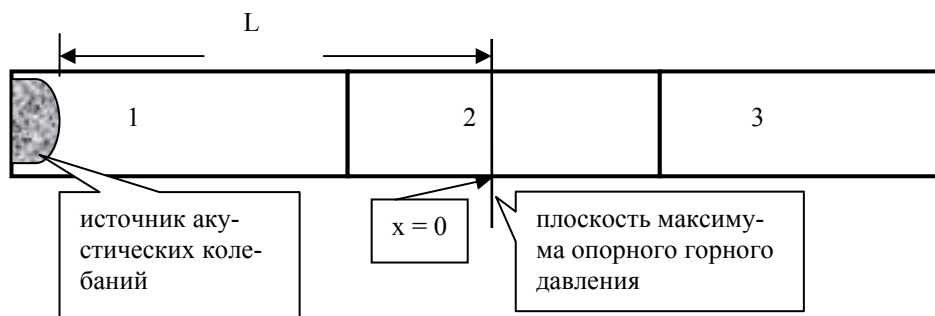 L
1
2
3
источник аку-
стических коле-
баний
x = 0
плоскость максиму-
ма опорного горного
давления